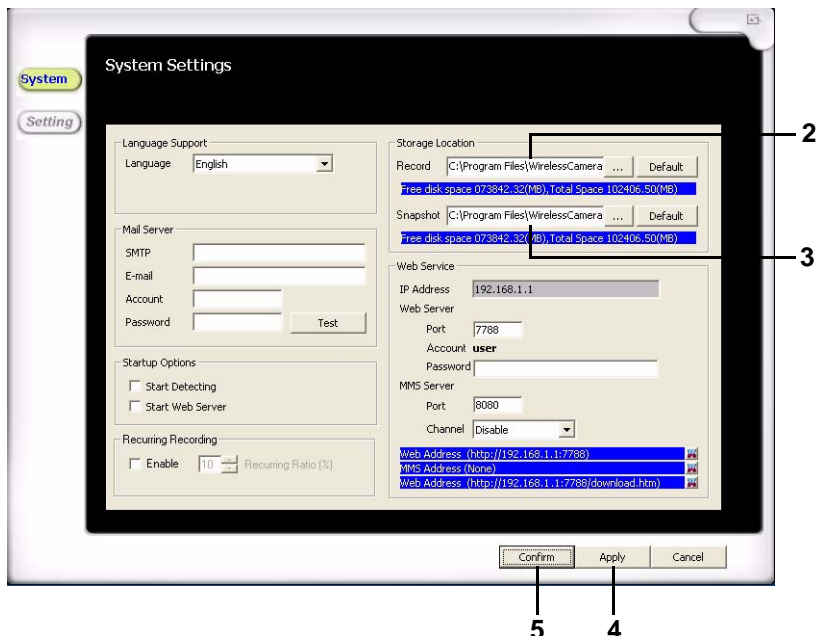 System
Setting
System Settings
Language Support
Language English
Mail Server
SMTP
E-mail
Account
Password Test
Startup Options
Start Detecting
Start Web Server
Recurring Recording
Enable 10 Recurring Ratio (%)
Storage Location
Record C:\Program Files\WirelessCamera ... Default
Free disk space 073842.32(MB),Total Space 102406.50(MB)
Snapshot C:\Program Files\WirelessCamera ... Default
Free disk space 073842.32(MB),Total Space 102406.50(MB)
Web Service
IP Address 192.168.1.1
Web Server
Port 7788
Account user
Password
MMS Server
Port 8080
Channel Disable
Web Address (http://192.168.1.1:7788)
MMS Address (None)
Web Address (http://192.168.1.1:7788/download.htm)
Confirm Apply Cancel
2
3
5 4